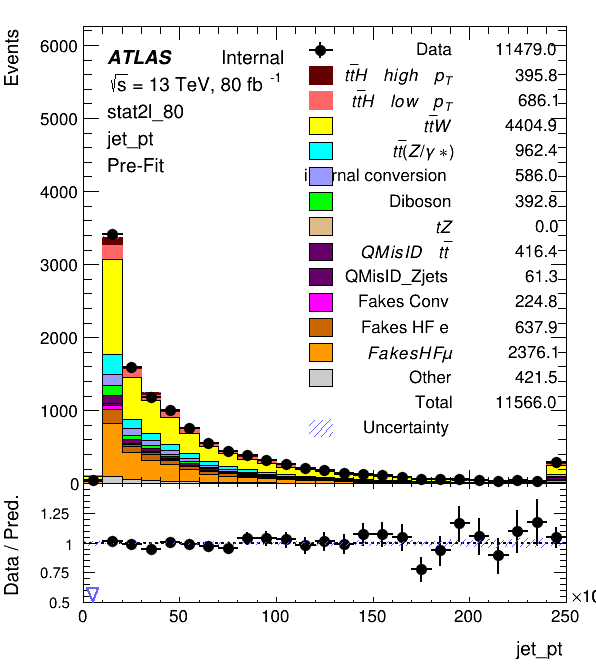 Events
6000
5000
4000
3000
2000
1000
0
ATLAS Internal
√s = 13 TeV, 80 fb -1
stat2l_80
jet_pt
Pre-Fit
Data 11479.0
tt̄H high p_T 395.8
tt̄H low p_T 686.1
tt̄W 4404.9
tt̄(Z/γ*) 962.4
internal conversion 586.0
Diboson 392.8
tZ 0.0
QMisID tt̄ 416.4
QMisID_Zjets 61.3
Fakes Conv 224.8
Fakes HF e 637.9
FakesHFμ 2376.1
Other 421.5
Total 11566.0
Uncertainty
Data / Pred.
1.25
1
0.75
0.5
0 50 100 150 200 250
×10
jet_pt